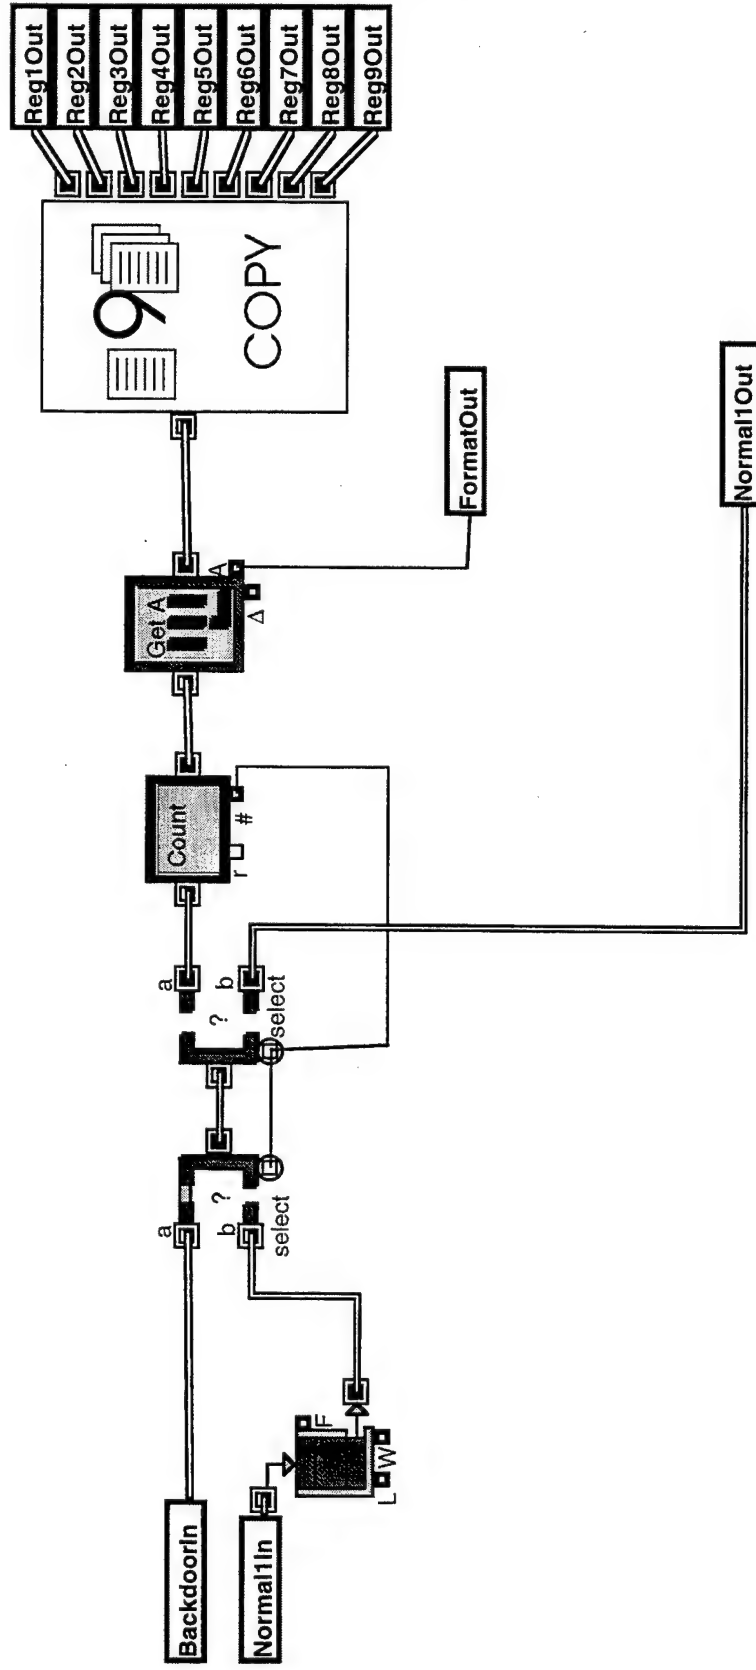 BackdoorIn
Normal1In
L
W
F
a
b
?
select
a
b
?
select
Count
r
#
Get A
A
Δ
FormatOut
Normal1Out
9
COPY
Reg1Out
Reg2Out
Reg3Out
Reg4Out
Reg5Out
Reg6Out
Reg7Out
Reg8Out
Reg9Out